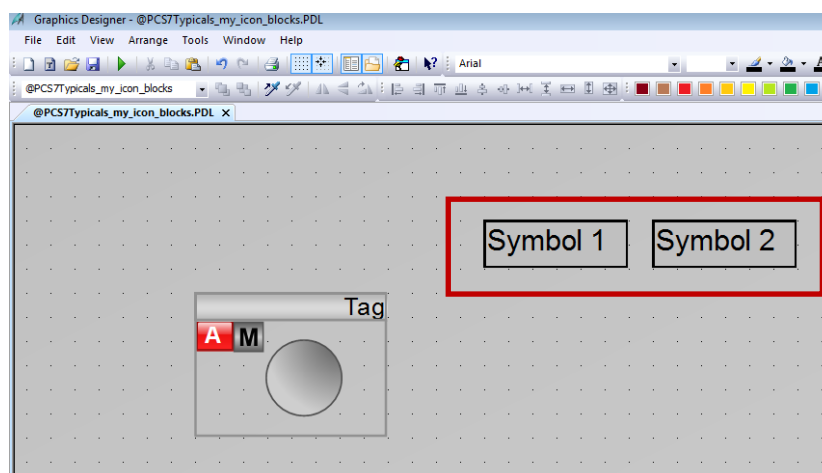 Graphics Designer - @PCS7Typicals_my_icon_blocks.PDL
File Edit View Arrange Tools Window Help
Arial
@PCS7Typicals_my_icon_blocks
@PCS7Typicals_my_icon_blocks.PDL X
Symbol 1 Symbol 2
Tag
A M